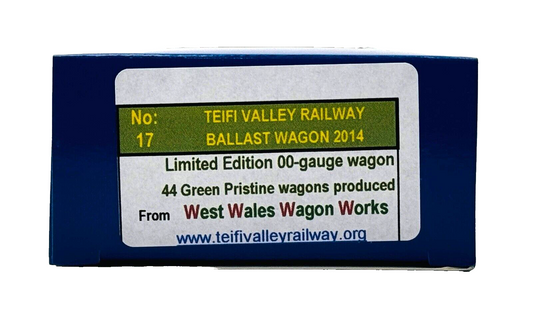 No: TEIFI VALLEY RAILWAY
17 BALLAST WAGON 2014
Limited Edition 00-gauge wagon
44 Green Pristine wagons produced
From West Wales Wagon Works
www.teifivalleyrailway.org